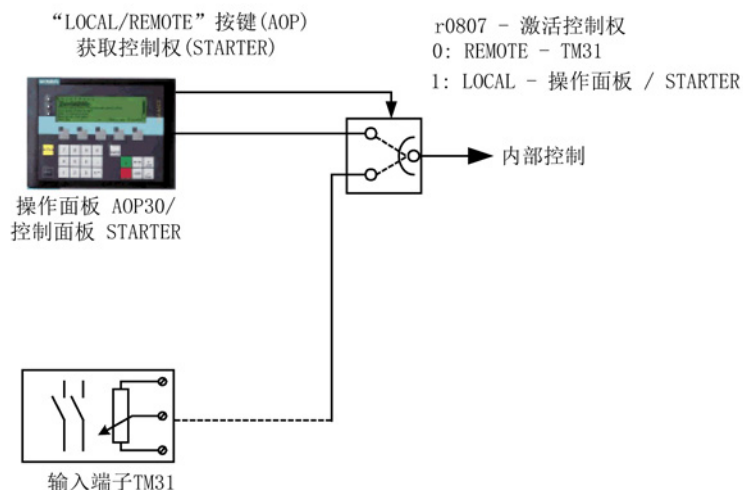 “LOCAL/REMOTE”按键(AOP)
获取控制权(STARTER)
r0807 - 激活控制权
0: REMOTE - TM31
1: LOCAL - 操作面板 / STARTER
内部控制
操作面板 AOP30/
控制面板 STARTER
输入端子TM31